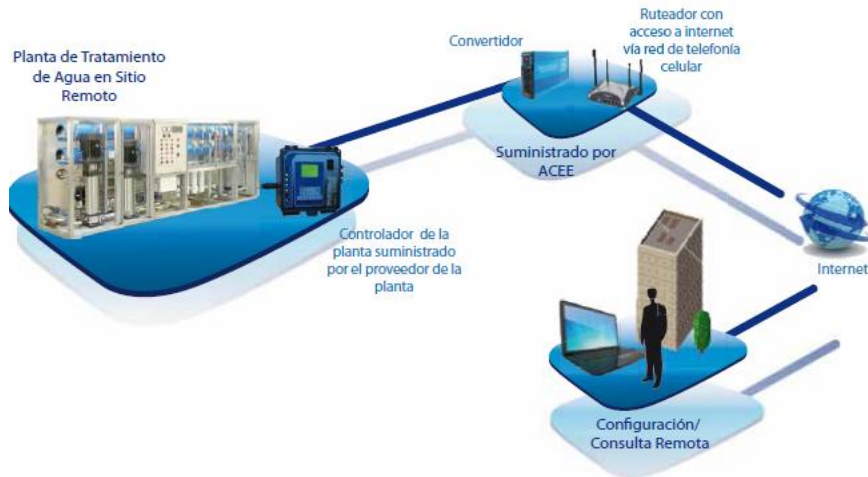 Planta de Tratamiento
de Agua en Sitio
Remoto
Convertidor
Ruteador con
acceso a internet
vía red de telefonía
celular
Suministrado por
ACEE
Controlador de la
planta suministrado
por el proveedor de la
planta
Internet
Configuración/
Consulta Remota